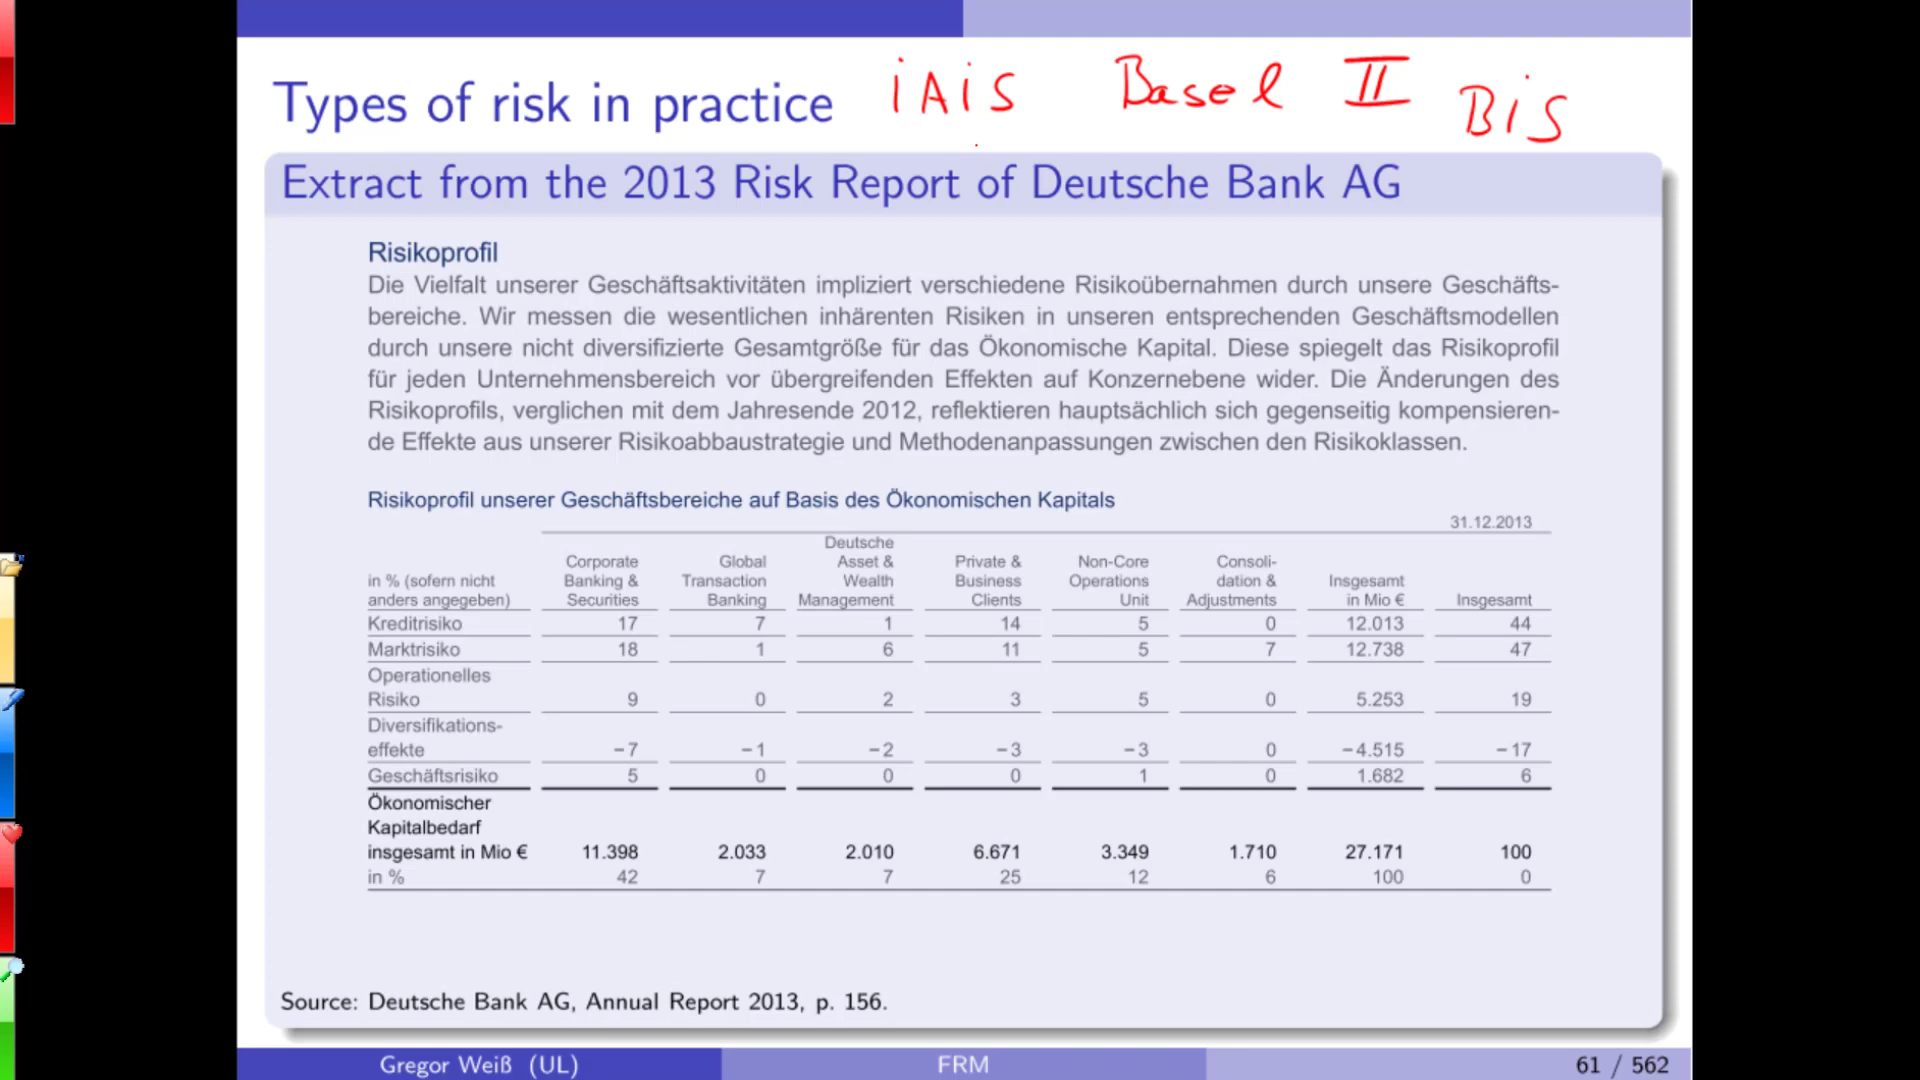 Types of risk in practice iAiS Basel II BiS
Extract from the 2013 Risk Report of Deutsche Bank AG
Risikoprofil
Die Vielfalt unserer Geschäftsaktivitäten impliziert verschiedene Risikoübernahmen durch unsere Geschäfts-
bereiche. Wir messen die wesentlichen inhärenten Risiken in unseren entsprechenden Geschäftsmodellen
durch unsere nicht diversifizierte Gesamtgröße für das Ökonomische Kapital. Diese spiegelt das Risikoprofil
für jeden Unternehmensbereich vor übergreifenden Effekten auf Konzernebene wider. Die Änderungen des
Risikoprofils, verglichen mit dem Jahresende 2012, reflektieren hauptsächlich sich gegenseitig kompensieren-
de Effekte aus unserer Risikoabbaustrategie und Methodenanpassungen zwischen den Risikoklassen.
Risikoprofil unserer Geschäftsbereiche auf Basis des Ökonomischen Kapitals
31.12.2013
Deutsche
Corporate Global Asset & Private & Non-Core Consoli-
in % (sofern nicht Banking & Transaction Wealth Business Operations dation & Insgesamt
anders angegeben) Securities Banking Management Clients Unit Adjustments in Mio € Insgesamt
Kreditrisiko 17 7 1 14 5 0 12.013 44
Marktrisiko 18 1 6 11 5 7 12.738 47
Operationelles
Risiko 9 0 2 3 5 0 5.253 19
Diversifikations-
effekte −7 −1 −2 −3 −3 0 −4.515 −17
Geschäftsrisiko 5 0 0 0 1 0 1.682 6
Ökonomischer
Kapitalbedarf
insgesamt in Mio € 11.398 2.033 2.010 6.671 3.349 1.710 27.171 100
in % 42 7 7 25 12 6 100 0
Source: Deutsche Bank AG, Annual Report 2013, p. 156.
Gregor Weiß (UL) FRM 61 / 562